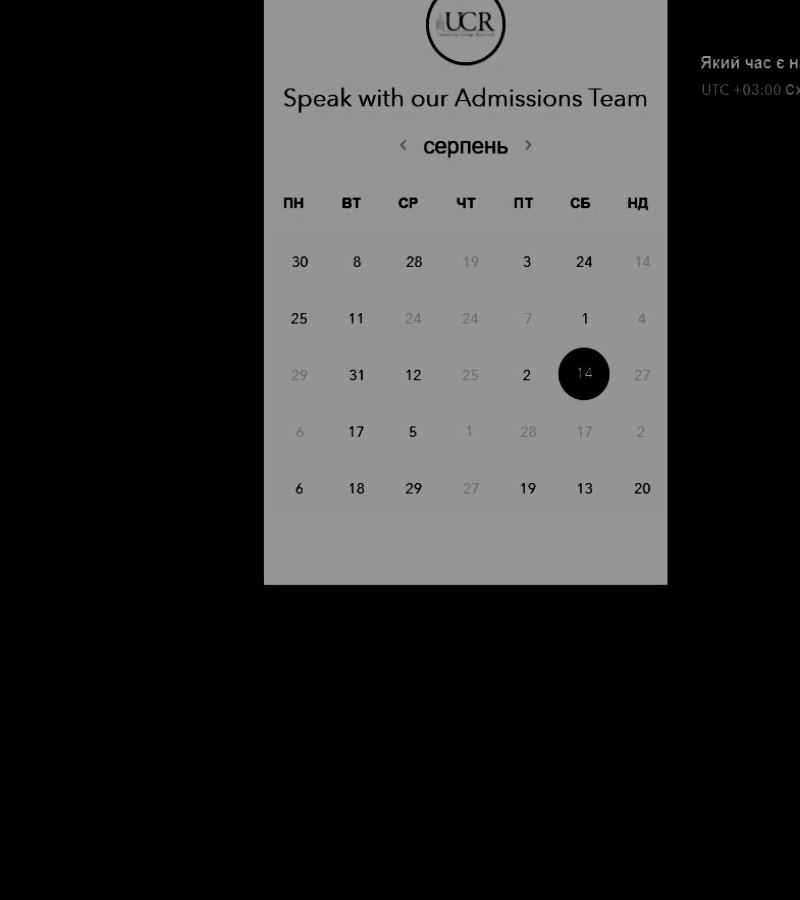 UCR
Speak with our Admissions Team
< серпень >
ПН ВТ СР ЧТ ПТ СБ НД
30 8 28 19 3 24 14
25 11 24 24 7 1 4
29 31 12 25 2 14 27
6 17 5 1 28 17 2
6 18 29 27 19 13 20
Який час є н
UTC +03:00 Сх